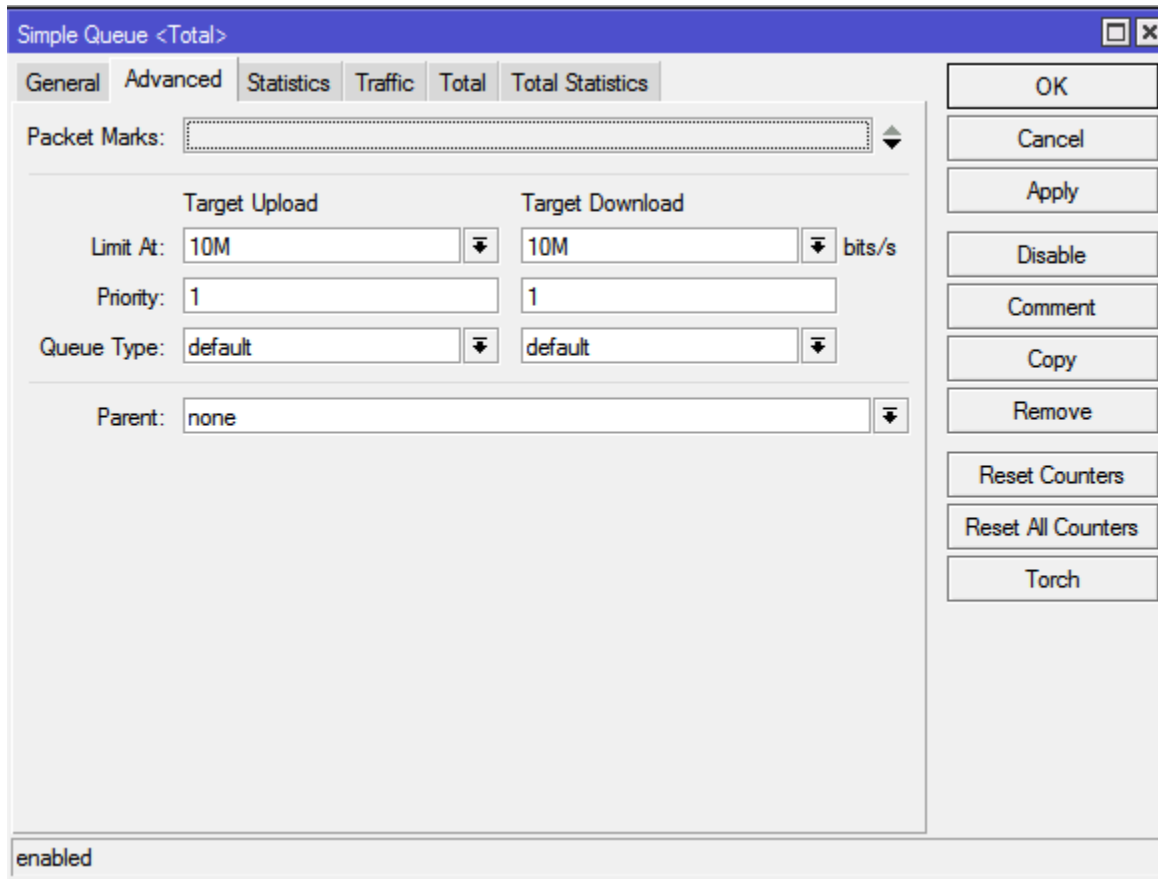 Simple Queue <Total>
General Advanced Statistics Traffic Total Total Statistics
Packet Marks:
Target Upload Target Download
Limit At: 10M 10M bits/s
Priority: 1 1
Queue Type: default default
Parent: none
OK
Cancel
Apply
Disable
Comment
Copy
Remove
Reset Counters
Reset All Counters
Torch
enabled